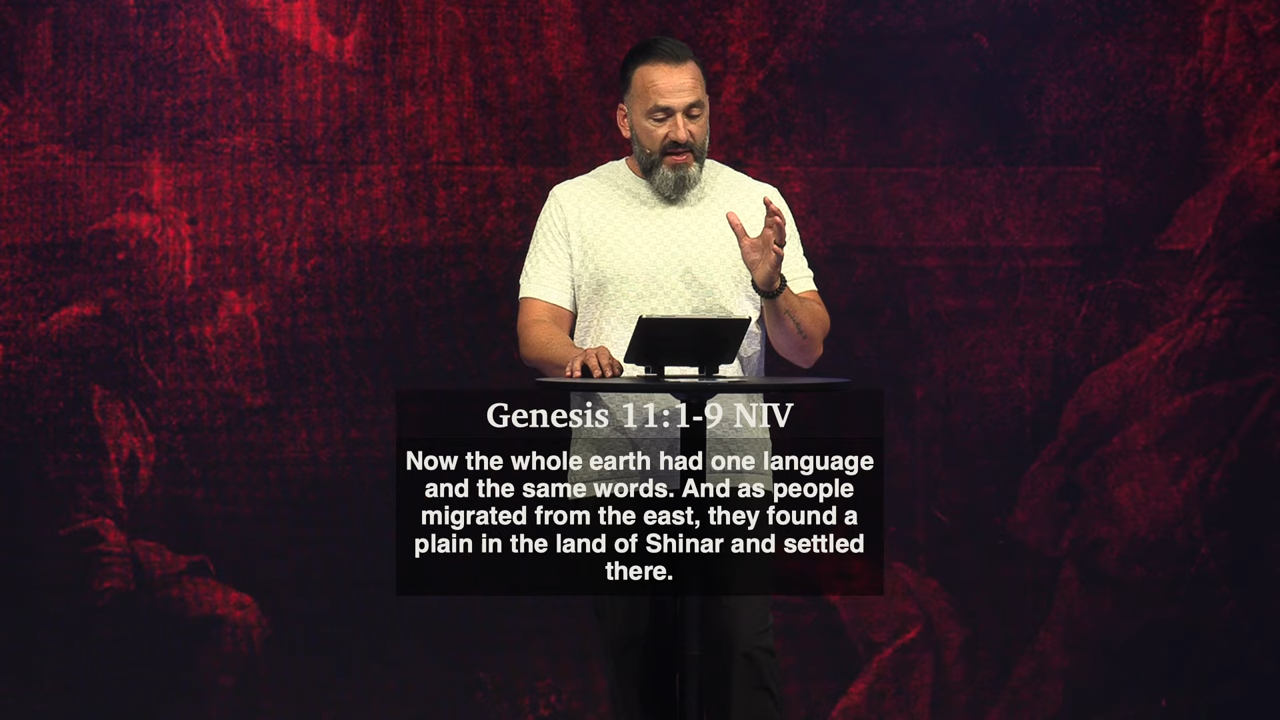 Genesis 11:1-9 NIV
Now the whole earth had one language
and the same words. And as people
migrated from the east, they found a
plain in the land of Shinar and settled
there.